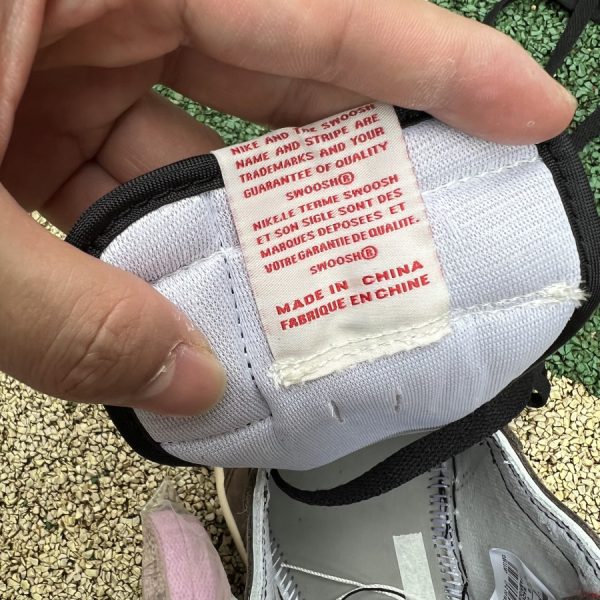 NIKE AND THE SWOOSH
NAME AND STRIPE ARE
TRADEMARKS AND YOUR
GUARANTEE OF QUALITY
SWOOSH®
NIKE.LE TERME SWOOSH
ET SON SIGLE SONT DES
MARQUES DEPOSEES ET
VOTRE GARANTIE DE QUALITE.
SWOOSH®
MADE IN CHINA
FABRIQUE EN CHINE